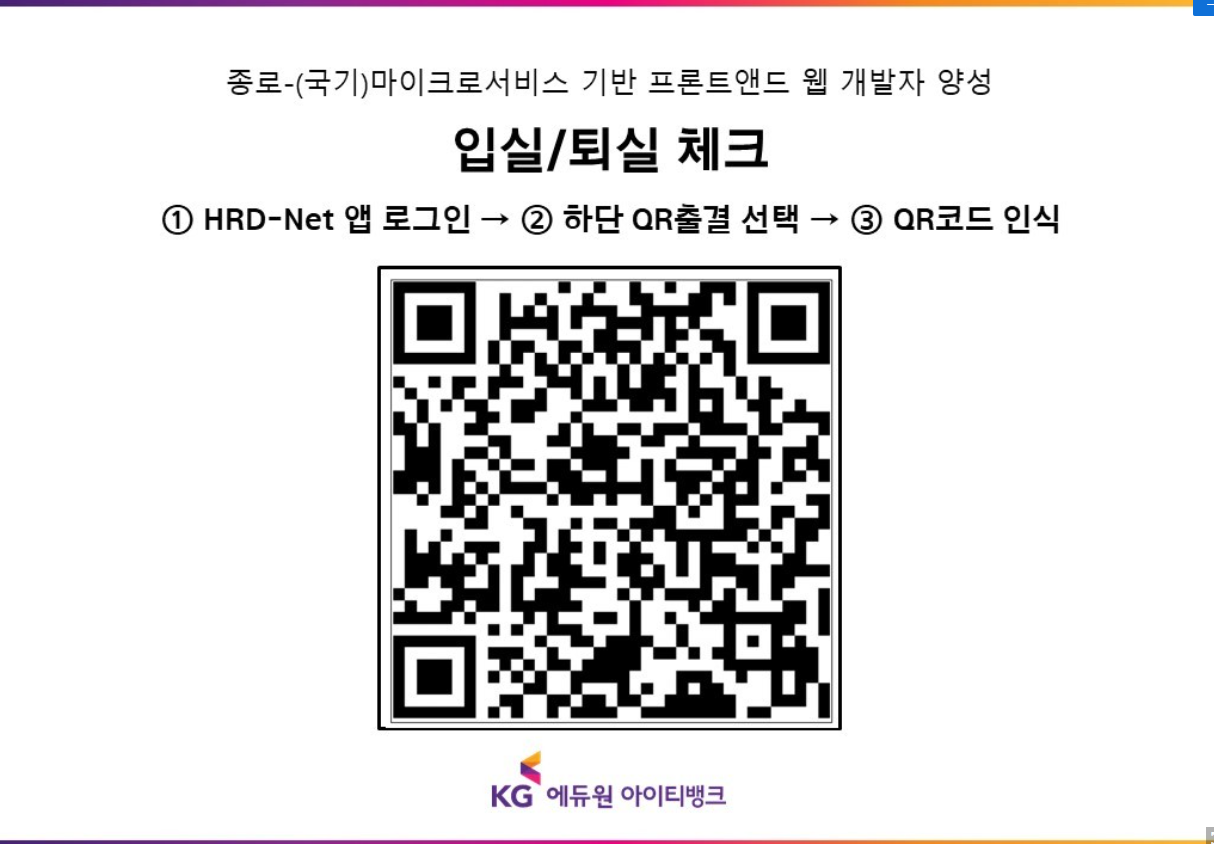 종로-(국기)마이크로서비스 기반 프론트앤드 웹 개발자 양성
입실/퇴실 체크
① HRD-Net 앱 로그인 → ② 하단 QR출결 선택 → ③ QR코드 인식
KG 에듀원 아이티뱅크